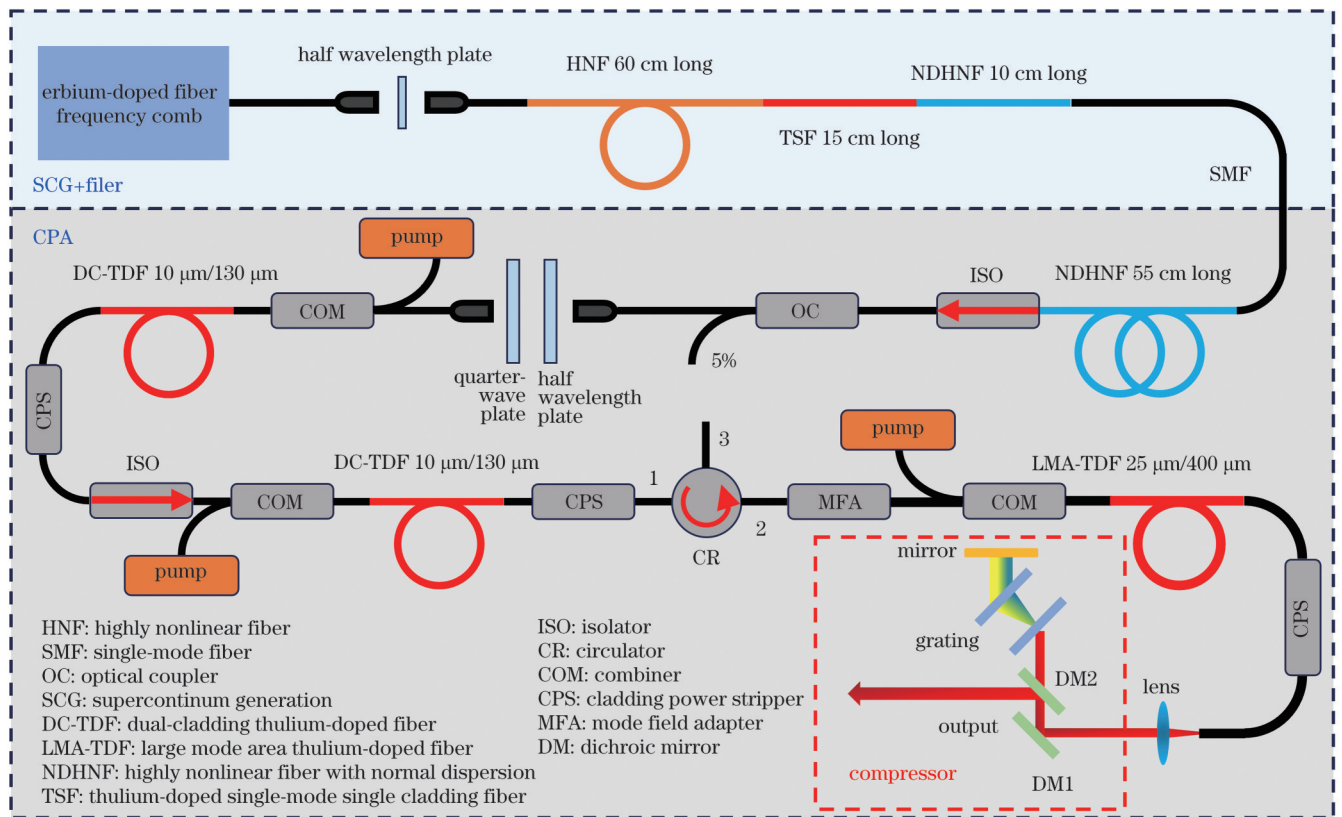 half wavelength plate
HNF 60 cm long
NDHNF 10 cm long
erbium-doped fiber
frequency comb
TSF 15 cm long
SMF
SCG+filer
CPA
pump
DC-TDF 10 μm/130 μm
ISO
NDHNF 55 cm long
COM
OC
5%
quarter-
wave
plate
half
wavelength
plate
CPS
pump
3
ISO
DC-TDF 10 μm/130 μm
1
LMA-TDF 25 μm/400 μm
COM
CPS
MFA
COM
2
CR
pump
mirror
CPS
grating
DM2
lens
output
DM1
compressor
HNF: highly nonlinear fiber
SMF: single-mode fiber
OC: optical coupler
SCG: supercontinum generation
DC-TDF: dual-cladding thulium-doped fiber
LMA-TDF: large mode area thulium-doped fiber
NDHNF: highly nonlinear fiber with normal dispersion
TSF: thulium-doped single-mode single cladding fiber
ISO: isolator
CR: circulator
COM: combiner
CPS: cladding power stripper
MFA: mode field adapter
DM: dichroic mirror